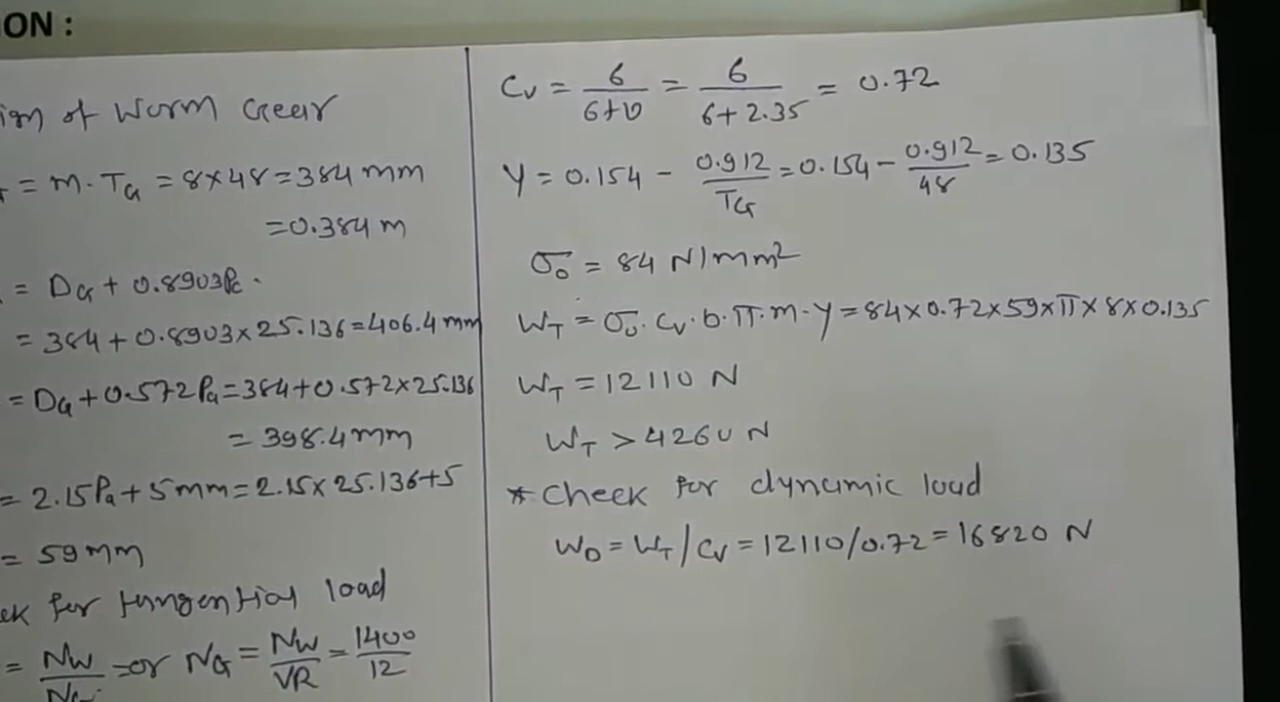 ON :
ign of Worm Gear
= m. TG = 8×48 = 384 mm
= 0.384 m
= DG + 0.8903 Pc.
= 384 + 0.8903 × 25.136 = 406.4 mm
= DG + 0.572 Pa = 384 + 0.572 × 25.136
= 398.4 mm
= 2.15 Pa + 5 mm = 2.15 × 25.136 + 5
= 59 mm
ek for tangential load
= NW / NG = or NG = NW / VR = 1400 / 12
Cv = 6 / 6+v = 6 / 6+2.35 = 0.72
Y = 0.154 - 0.912 / TG = 0.154 - 0.912 / 48 = 0.135
σo = 84 N/mm²
WT = σo. Cv. b. π. m. y = 84×0.72×59×π×8×0.135
WT = 12110 N
WT > 4260 N
* Check for dynamic load
WD = WT / Cv = 12110/0.72 = 16820 N